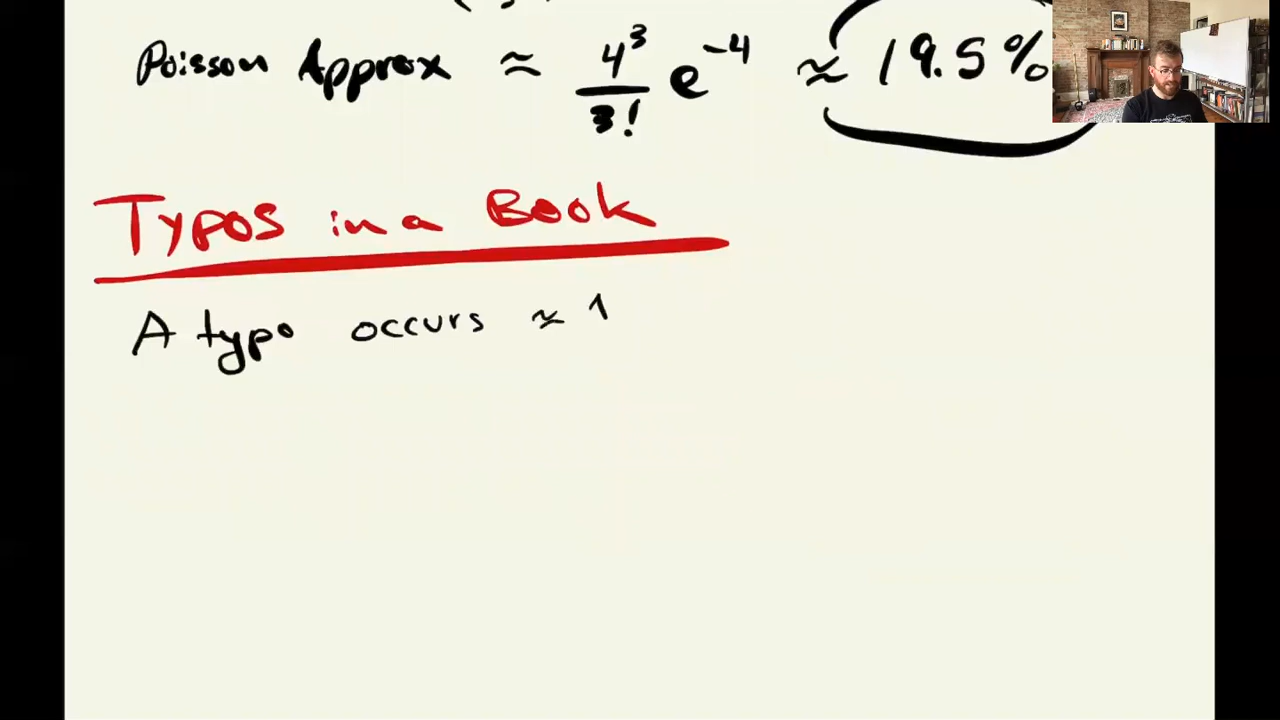 Poisson Approx ≈ 4³/3! e⁻⁴ ≈ 19.5%
Typos in a Book
A typo occurs ≈ 1